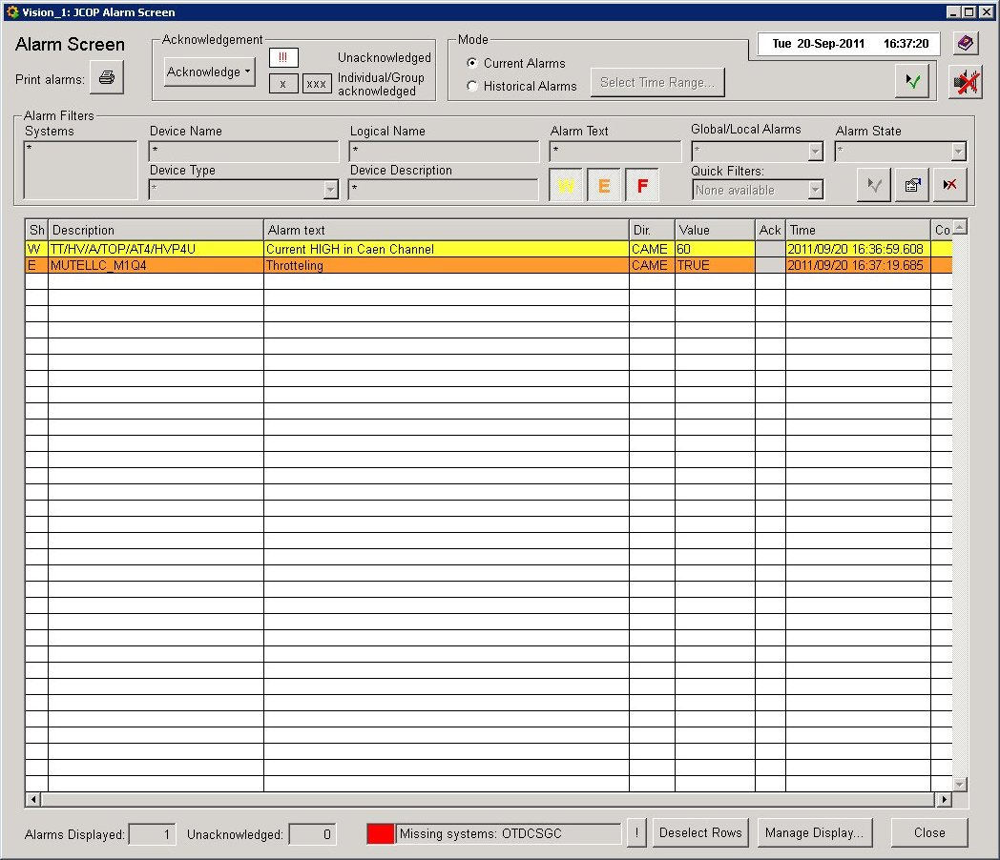 Vision_1: JCOP Alarm Screen
Alarm Screen
Print alarms:
Acknowledgement
Acknowledge
!!! Unacknowledged
x xxx Individual/Group acknowledged
Mode
Current Alarms
Historical Alarms
Select Time Range...
Tue 20-Sep-2011 16:37:20
Alarm Filters
Systems
*
Device Name
*
Logical Name
*
Alarm Text
*
Global/Local Alarms
*
Alarm State
*
Device Type
*
Device Description
*
W E F
Quick Filters:
None available
Sh Description Alarm text Dir. Value Ack Time Co
W TT/HV/A/TOP/AT4/HVP4U Current HIGH in Caen Channel CAME 60 2011/09/20 16:36:59.608
E MUTELLC_M1Q4 Throtteling CAME TRUE 2011/09/20 16:37:19.685
Alarms Displayed: 1 Unacknowledged: 0 Missing systems: OTDCSGC ! Deselect Rows Manage Display... Close